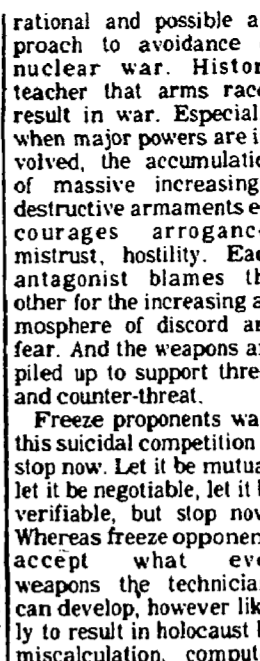 rational and possible a
proach to avoidance
nuclear war. Histor
teacher that arms race
result in war. Especial
when major powers are i
volved, the accumulatio
of massive increasing
destructive armaments e
courages arroganc
mistrust, hostility. Eac
antagonist blames th
other for the increasing a
mosphere of discord an
fear. And the weapons ar
piled up to support thre
and counter-threat.
Freeze proponents wa
this suicidal competition
stop now. Let it be mutua
let it be negotiable, let it b
verifiable, but stop now
Whereas freeze opponen
accept what eve
weapons the technicia
can develop, however lik
ly to result in holocaust b
miscalculation, comput